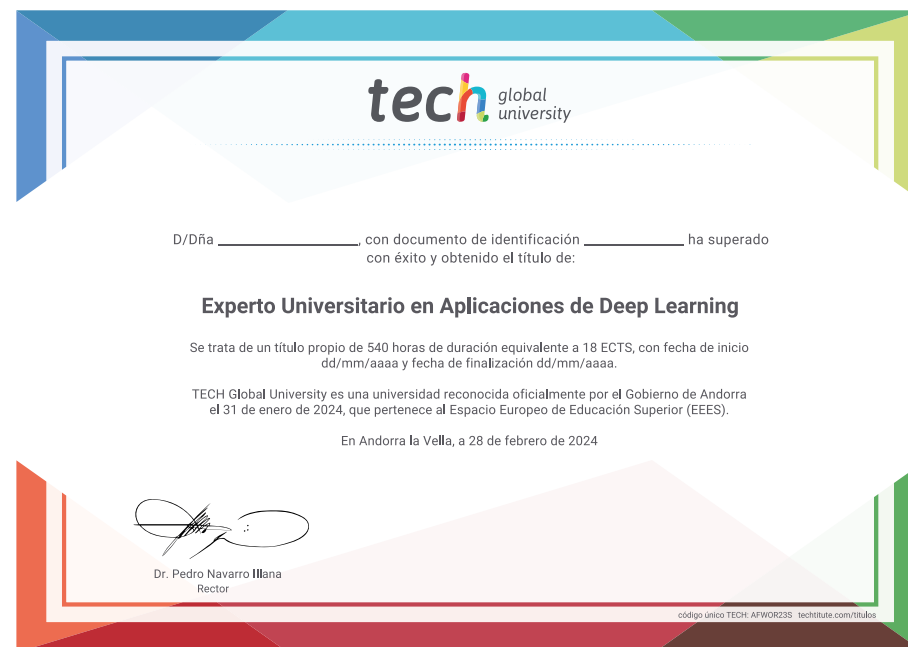 tech global university
D/Dña ____________________, con documento de identificación ______________ ha superado
con éxito y obtenido el título de:
Experto Universitario en Aplicaciones de Deep Learning
Se trata de un título propio de 540 horas de duración equivalente a 18 ECTS, con fecha de inicio
dd/mm/aaaa y fecha de finalización dd/mm/aaaa.
TECH Global University es una universidad reconocida oficialmente por el Gobierno de Andorra
el 31 de enero de 2024, que pertenece al Espacio Europeo de Educación Superior (EEES).
En Andorra la Vella, a 28 de febrero de 2024
Dr. Pedro Navarro Illana
Rector
código único TECH: AFWOR23S techtitute.com/titulos